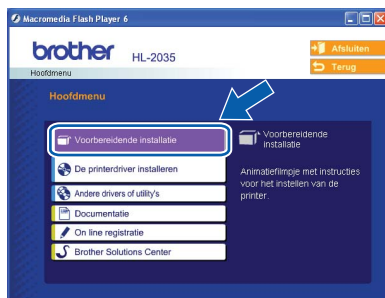 Macromedia Flash Player 6
brother HL-2035
Afsluiten
Terug
Hoofdmenu
Hoofdmenu
Voorbereidende installatie
De printerdriver installeren
Andere drivers of utility's
Documentatie
On line registratie
Brother Solutions Center
Voorbereidende
installatie
Animatiefilmpje met instructies
voor het instellen van de
printer.